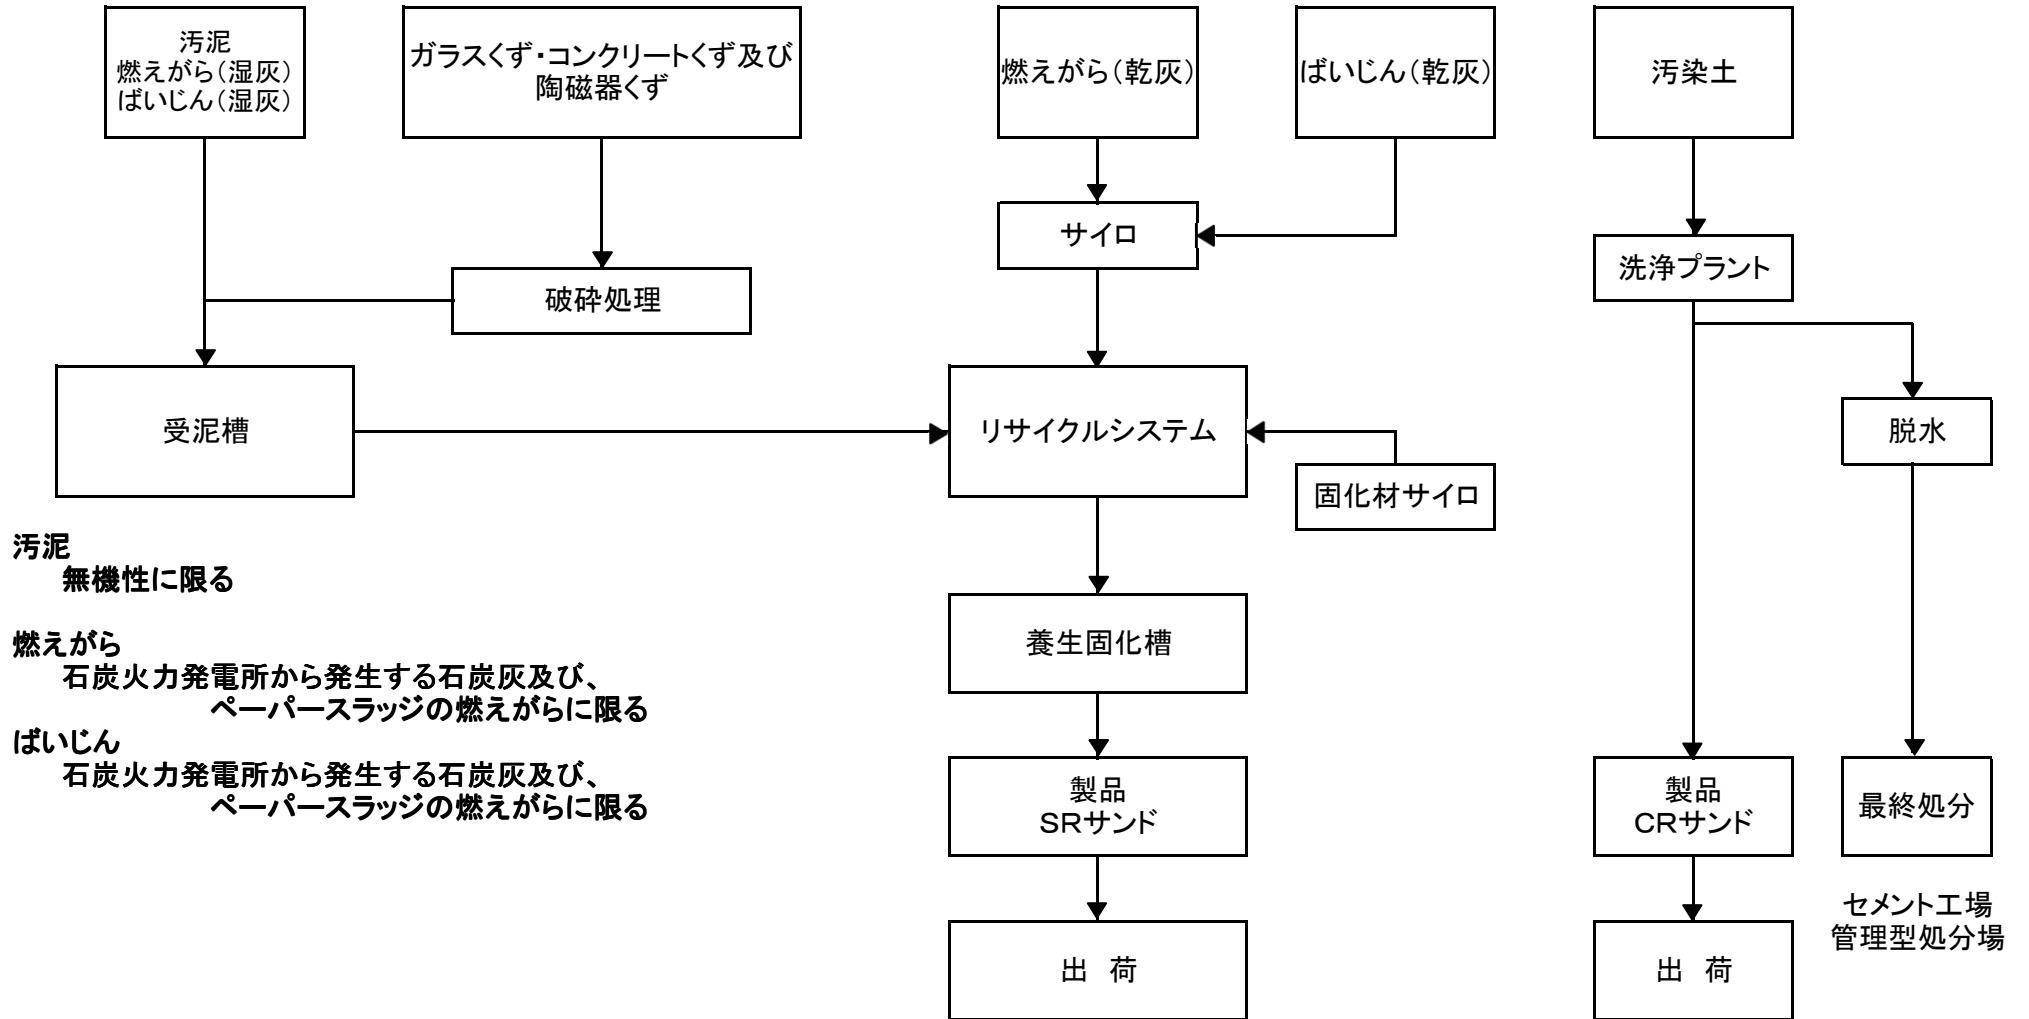 汚泥
燃えがら（湿灰）
ばいじん（湿灰）
ガラスくず・コンクリートくず及び
陶磁器くず
燃えがら（乾灰）
ばいじん（乾灰）
汚染土
サイロ
洗浄プラント
破砕処理
受泥槽
リサイクルシステム
脱水
固化材サイロ
汚泥
無機性に限る
燃えがら
石炭火力発電所から発生する石炭灰及び、
ペーパースラッジの燃えがらに限る
ばいじん
石炭火力発電所から発生する石炭灰及び、
ペーパースラッジの燃えがらに限る
養生固化槽
製品
SRサンド
製品
CRサンド
最終処分
セメント工場
管理型処分場
出　荷
出　荷